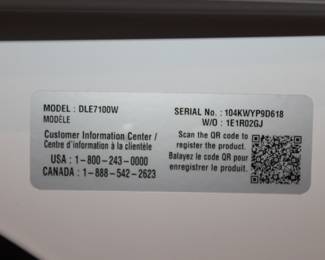 MODEL : DLE7100W
MODÈLE
Customer Information Center /
Centre d'information à la clientèle
USA : 1-800-243-0000
CANADA : 1-888-542-2623
SERIAL No. : 104KWYP9D618
W/O : 1E1R02GJ
Scan the QR code to
register the product.
Balayez le code QR pour
enregistrer le produit.